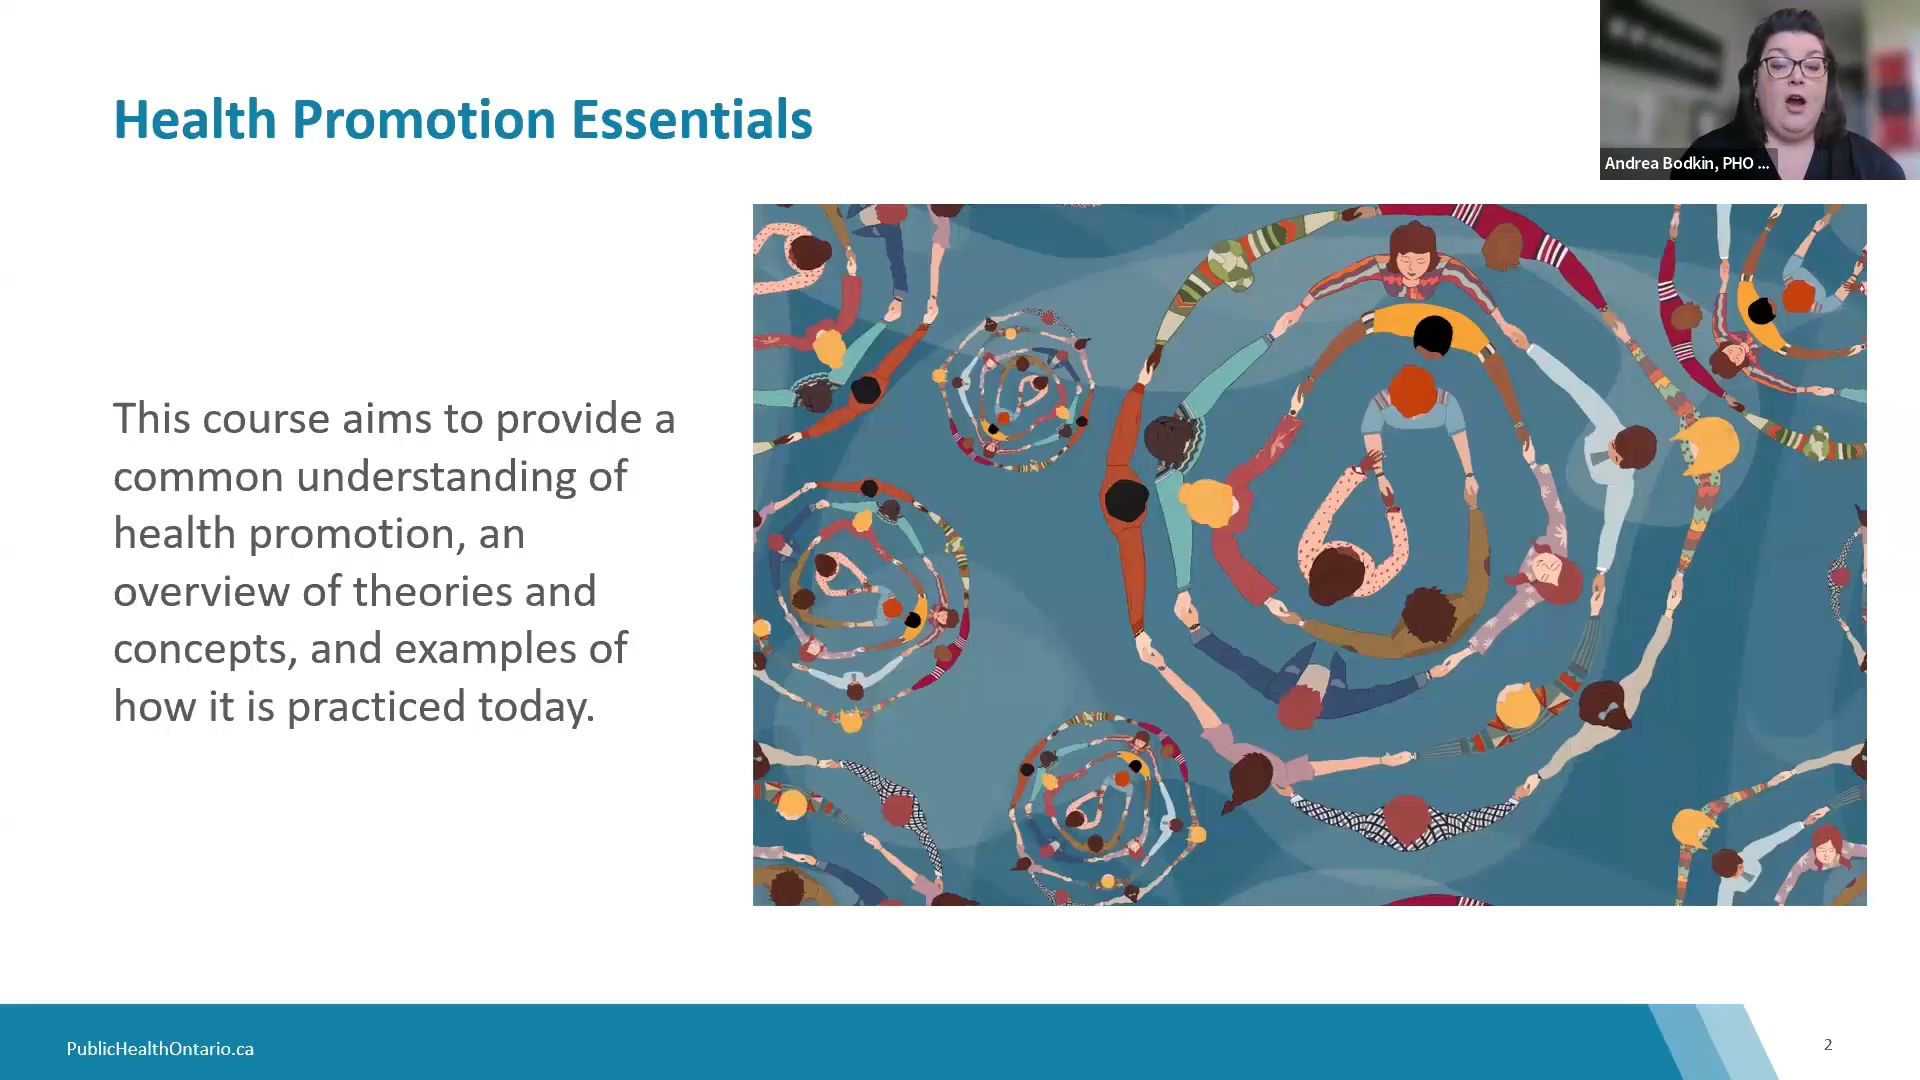 Health Promotion Essentials
Andrea Bodkin, PHO ...
This course aims to provide a
common understanding of
health promotion, an
overview of theories and
concepts, and examples of
how it is practiced today.
PublicHealthOntario.ca
2